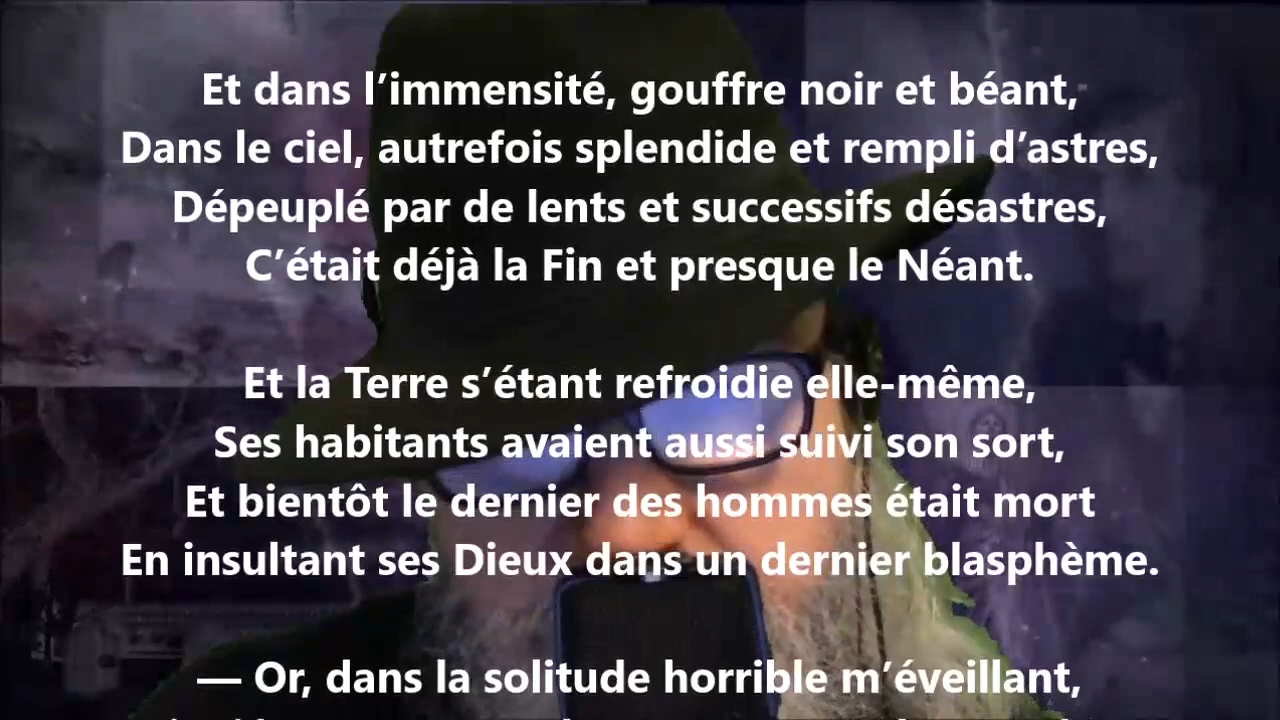 Et dans l’immensité, gouffre noir et béant,
Dans le ciel, autrefois splendide et rempli d’astres,
Dépeuplé par de lents et successifs désastres,
C’était déjà la Fin et presque le Néant.
Et la Terre s’étant refroidie elle-même,
Ses habitants avaient aussi suivi son sort,
Et bientôt le dernier des hommes était mort
En insultant ses Dieux dans un dernier blasphème.
— Or, dans la solitude horrible m’éveillant,